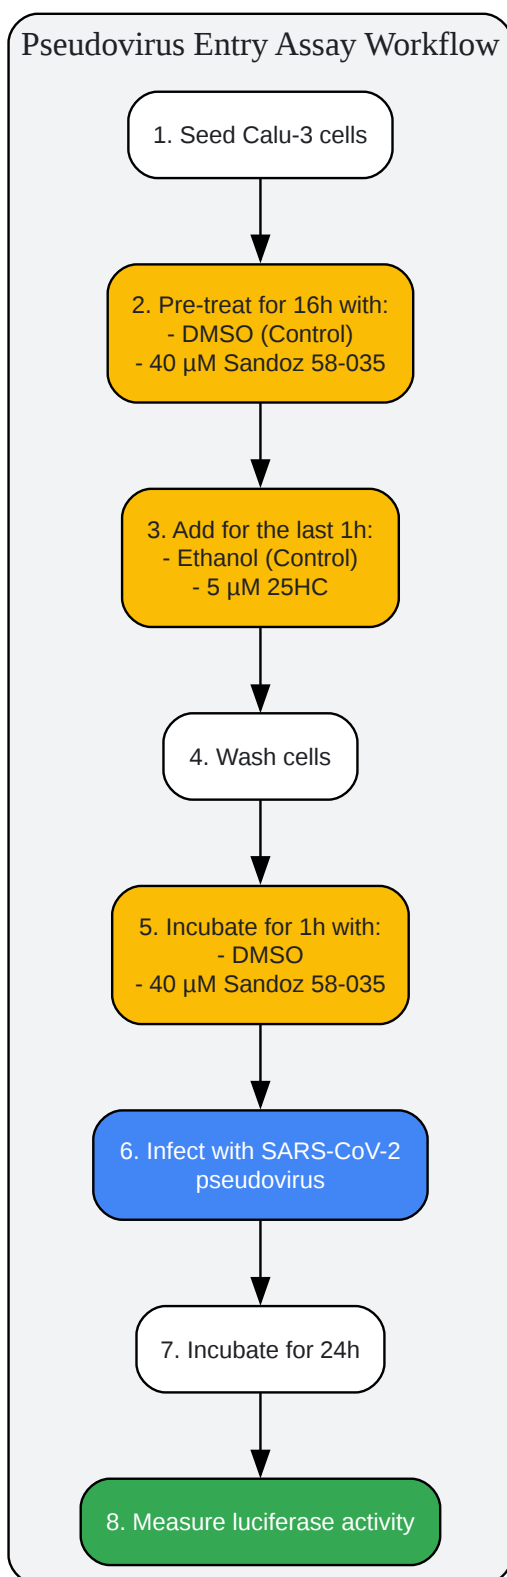 Pseudovirus Entry Assay Workflow
1. Seed Calu-3 cells
2. Pre-treat for 16h with:
- DMSO (Control)
- 40 µM Sandoz 58-035
3. Add for the last 1h:
- Ethanol (Control)
- 5 µM 25HC
4. Wash cells
5. Incubate for 1h with:
- DMSO
- 40 µM Sandoz 58-035
6. Infect with SARS-CoV-2
pseudovirus
7. Incubate for 24h
8. Measure luciferase activity